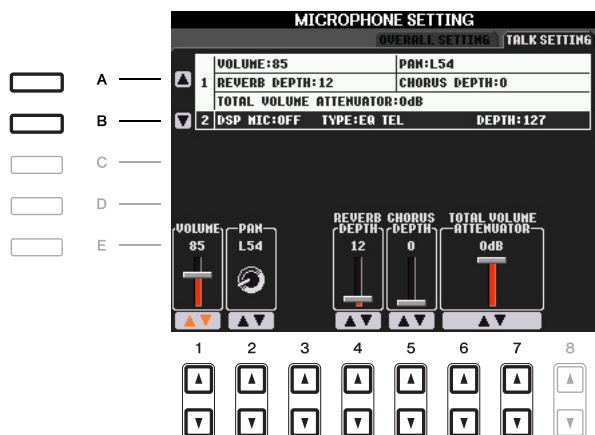 MICROPHONE SETTING
OVERALL SETTING TALK SETTING
VOLUME:85 PAN:L54
1 REVERB DEPTH:12 CHORUS DEPTH:0
TOTAL VOLUME ATTENUATOR:0dB
2 DSP MIC:OFF TYPE:EQ TEL DEPTH:127
A
B
C
D
E
VOLUME PAN REVERB DEPTH CHORUS DEPTH TOTAL VOLUME ATTENUATOR
85 L54 12 0 0dB
1 2 3 4 5 6 7 8